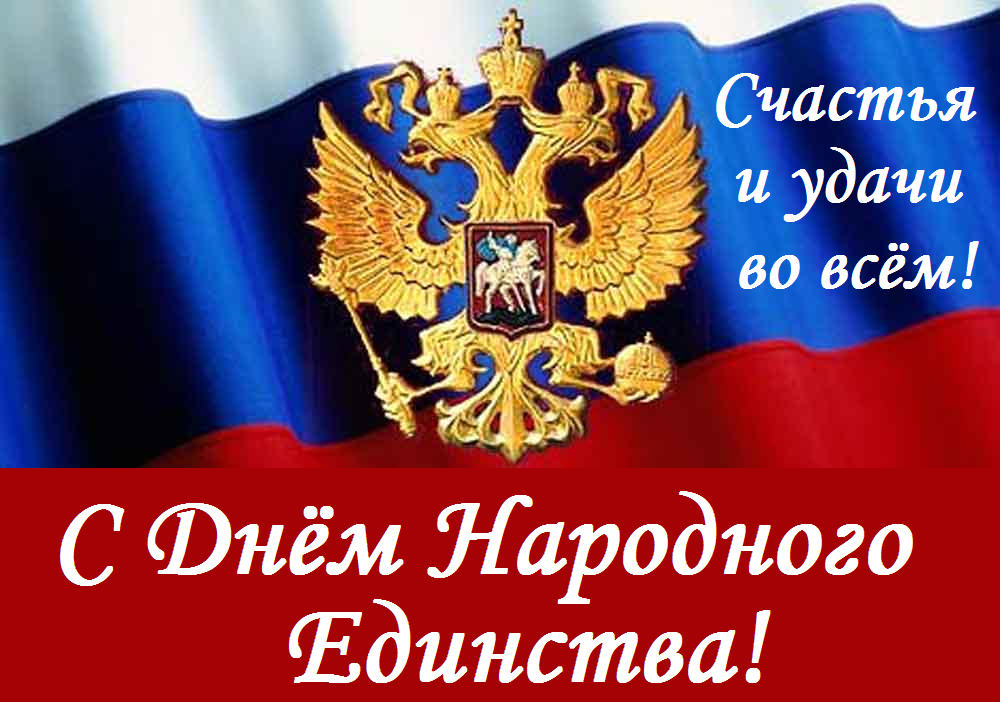 Счастья
и удачи
во всём!
С Днём Народного
Единства!